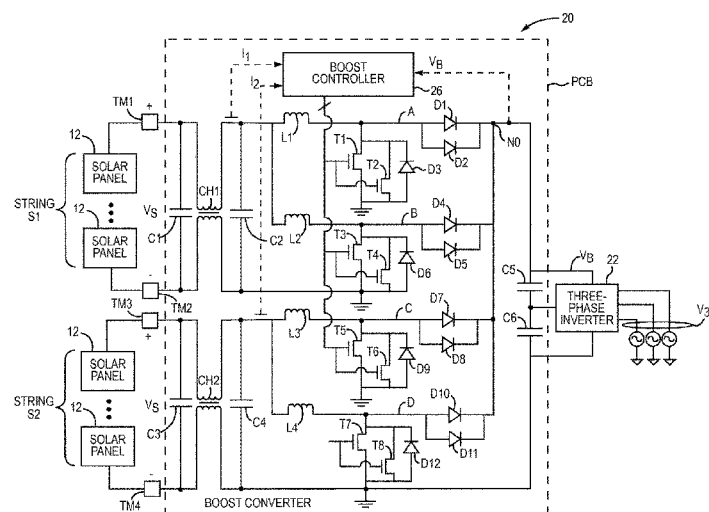 20
I1
I2
BOOST
CONTROLLER
26
VB
PCB
TM1
+
12
SOLAR
PANEL
STRING
S1
12
SOLAR
PANEL
VS
C1
CH1
C2
-
TM2
L1
A
D1
D2
N0
T1
T2
D3
L2
B
D4
D5
T3
T4
D6
TM3
+
12
SOLAR
PANEL
STRING
S2
12
SOLAR
PANEL
VS
C3
CH2
C4
-
TM4
L3
C
D7
D8
T5
T6
D9
L4
D
D10
D11
T7
T8
D12
C5
C6
VB
22
THREE-
PHASE
INVERTER
V3
BOOST CONVERTER